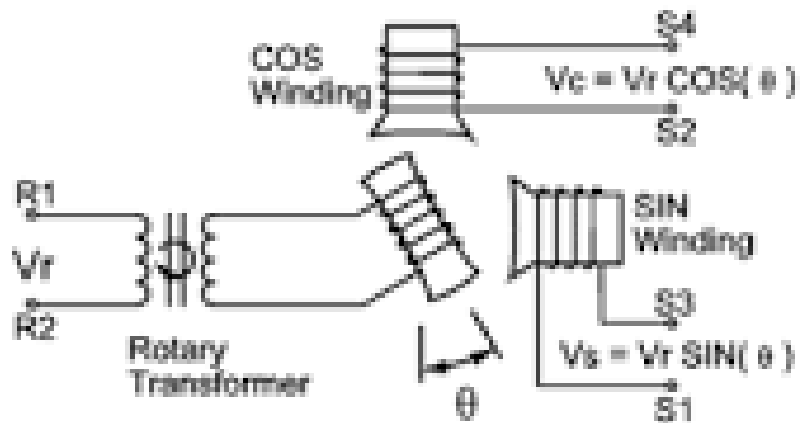 S4
COS
Winding
Vc = Vr COS( θ )
S2
R1
SIN
Winding
Vr
S3
R2
Rotary
Transformer
Vs = Vr SIN( θ )
θ
S1